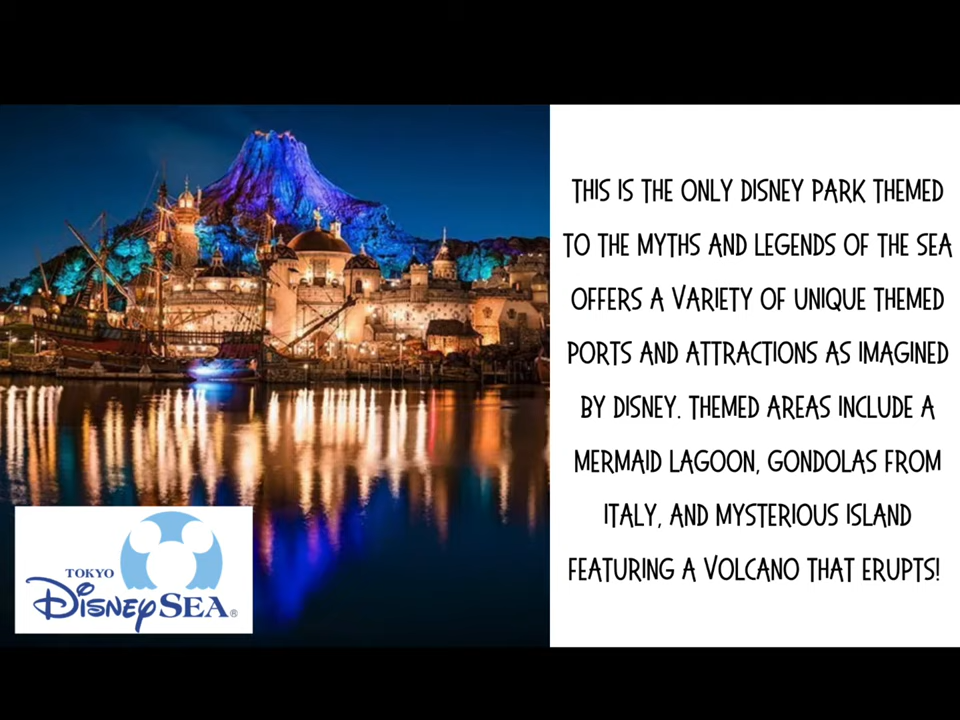 THIS IS THE ONLY DISNEY PARK THEMED
TO THE MYTHS AND LEGENDS OF THE SEA
OFFERS A VARIETY OF UNIQUE THEMED
PORTS AND ATTRACTIONS AS IMAGINED
BY DISNEY. THEMED AREAS INCLUDE A
MERMAID LAGOON, GONDOLAS FROM
ITALY, AND MYSTERIOUS ISLAND
FEATURING A VOLCANO THAT ERUPTS!
TOKYO
DISNEY SEA®